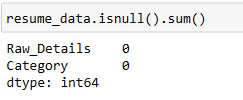 resume_data.isnull().sum()
Raw_Details    0
Category       0
dtype: int64